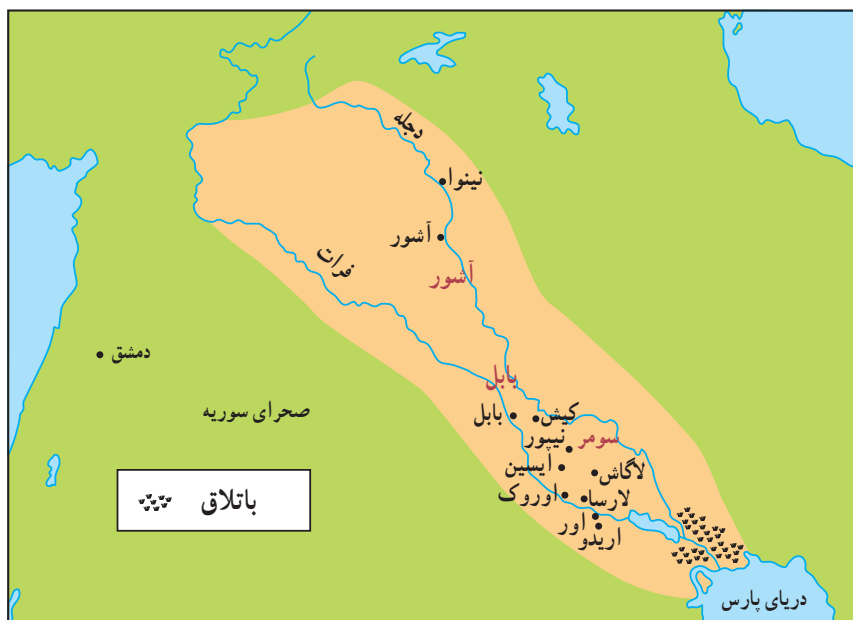 دجله
نینوا
آشور
آشور
فرات
دمشق
بابل
صحرای سوریه
کیش
بابل
سومر
نیپور
ایسین
لاگاش
اوروک
لارسا
اور
اریدو
باتلاق
دریای پارس